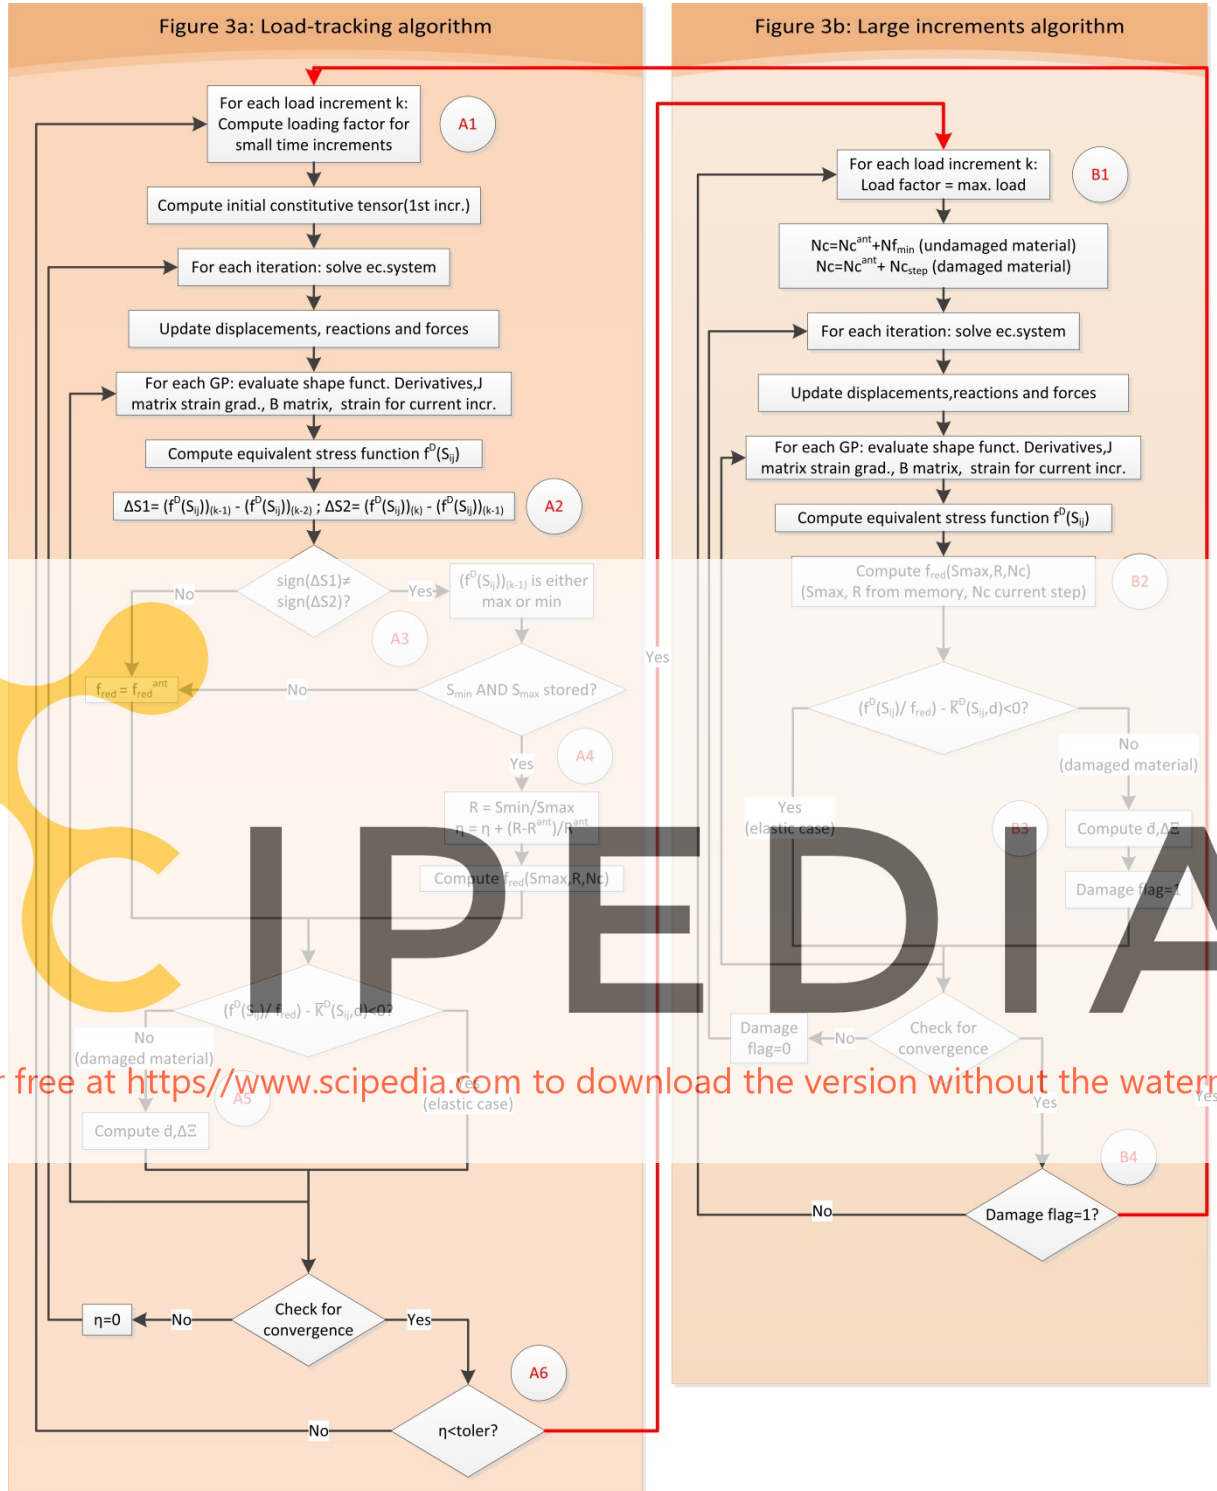 Figure 3a: Load-tracking algorithm
For each load increment k:
Compute loading factor for
small time increments
A1
Compute initial constitutive tensor(1st incr.)
For each iteration: solve ec.system
Update displacements, reactions and forces
For each GP: evaluate shape funct. Derivatives,J
matrix strain grad., B matrix, strain for current incr.
Compute equivalent stress function f^D(S_ij)
ΔS1= (f^D(S_ij))_(k-1) - (f^D(S_ij))_(k-2) ; ΔS2= (f^D(S_ij))_(k) - (f^D(S_ij))_(k-1)
A2
sign(ΔS1)≠
sign(ΔS2)?
No
Yes
(f^D(S_ij))_(k-1) is either
max or min
A3
f_red = f_red^ant
No
S_min AND S_max stored?
Yes
A4
R = Smin/Smax
η = η + (R-R^ant)/R^ant
Compute f_red(Smax,R,Nc)
(f^D(S_ij)/ f_red) - K̅^D(S_ij,d)<0?
No
(damaged material)
Yes
(elastic case)
A5
Compute d,ΔΞ
Check for
convergence
No
η=0
Yes
A6
η<toler?
No
Yes
Figure 3b: Large increments algorithm
For each load increment k:
Load factor = max. load
B1
Nc=Nc^ant+Nf_min (undamaged material)
Nc=Nc^ant+ Nc_step (damaged material)
For each iteration: solve ec.system
Update displacements,reactions and forces
For each GP: evaluate shape funct. Derivatives,J
matrix strain grad., B matrix, strain for current incr.
Compute equivalent stress function f^D(S_ij)
Compute f_red(Smax,R,Nc)
(Smax, R from memory, Nc current step)
B2
(f^D(S_ij)/ f_red) - K̅^D(S_ij,d)<0?
No
(damaged material)
Yes
(elastic case)
B3
Compute d,ΔΞ
Damage flag=1
Check for
convergence
No
Damage
flag=0
Yes
B4
Damage flag=1?
No
Yes
CIPEDIA
r free at https//www.scipedia.com to download the version without the watern